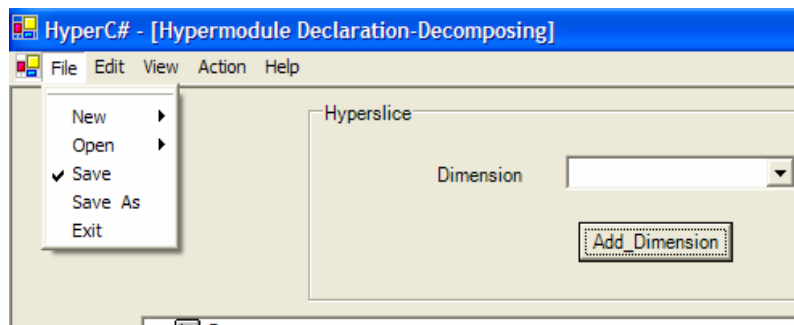 HyperC# - [Hypermodule Declaration-Decomposing]
File Edit View Action Help
New
Open
Save
Save As
Exit
Hyperslice
Dimension
Add_Dimension